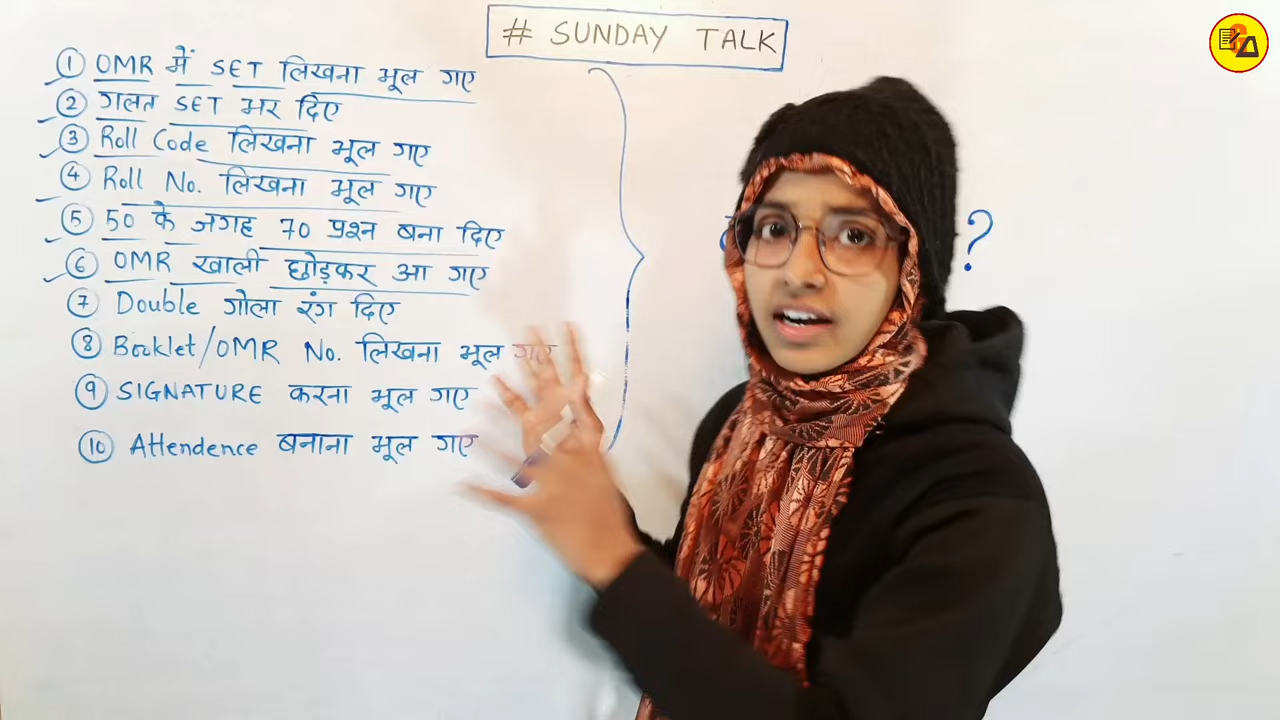 # SUNDAY TALK
① OMR में SET लिखना भूल गए
② गलत SET भर दिए
③ Roll Code लिखना भूल गए
④ Roll No. लिखना भूल गए
⑤ 50 के जगह 70 प्रश्न बना दिए
⑥ OMR खाली छोड़कर आ गए
⑦ Double गोला रंग दिए
⑧ Booklet/OMR No. लिखना भूल गए
⑨ SIGNATURE करना भूल गए
⑩ Attendence बनाना भूल गए
?